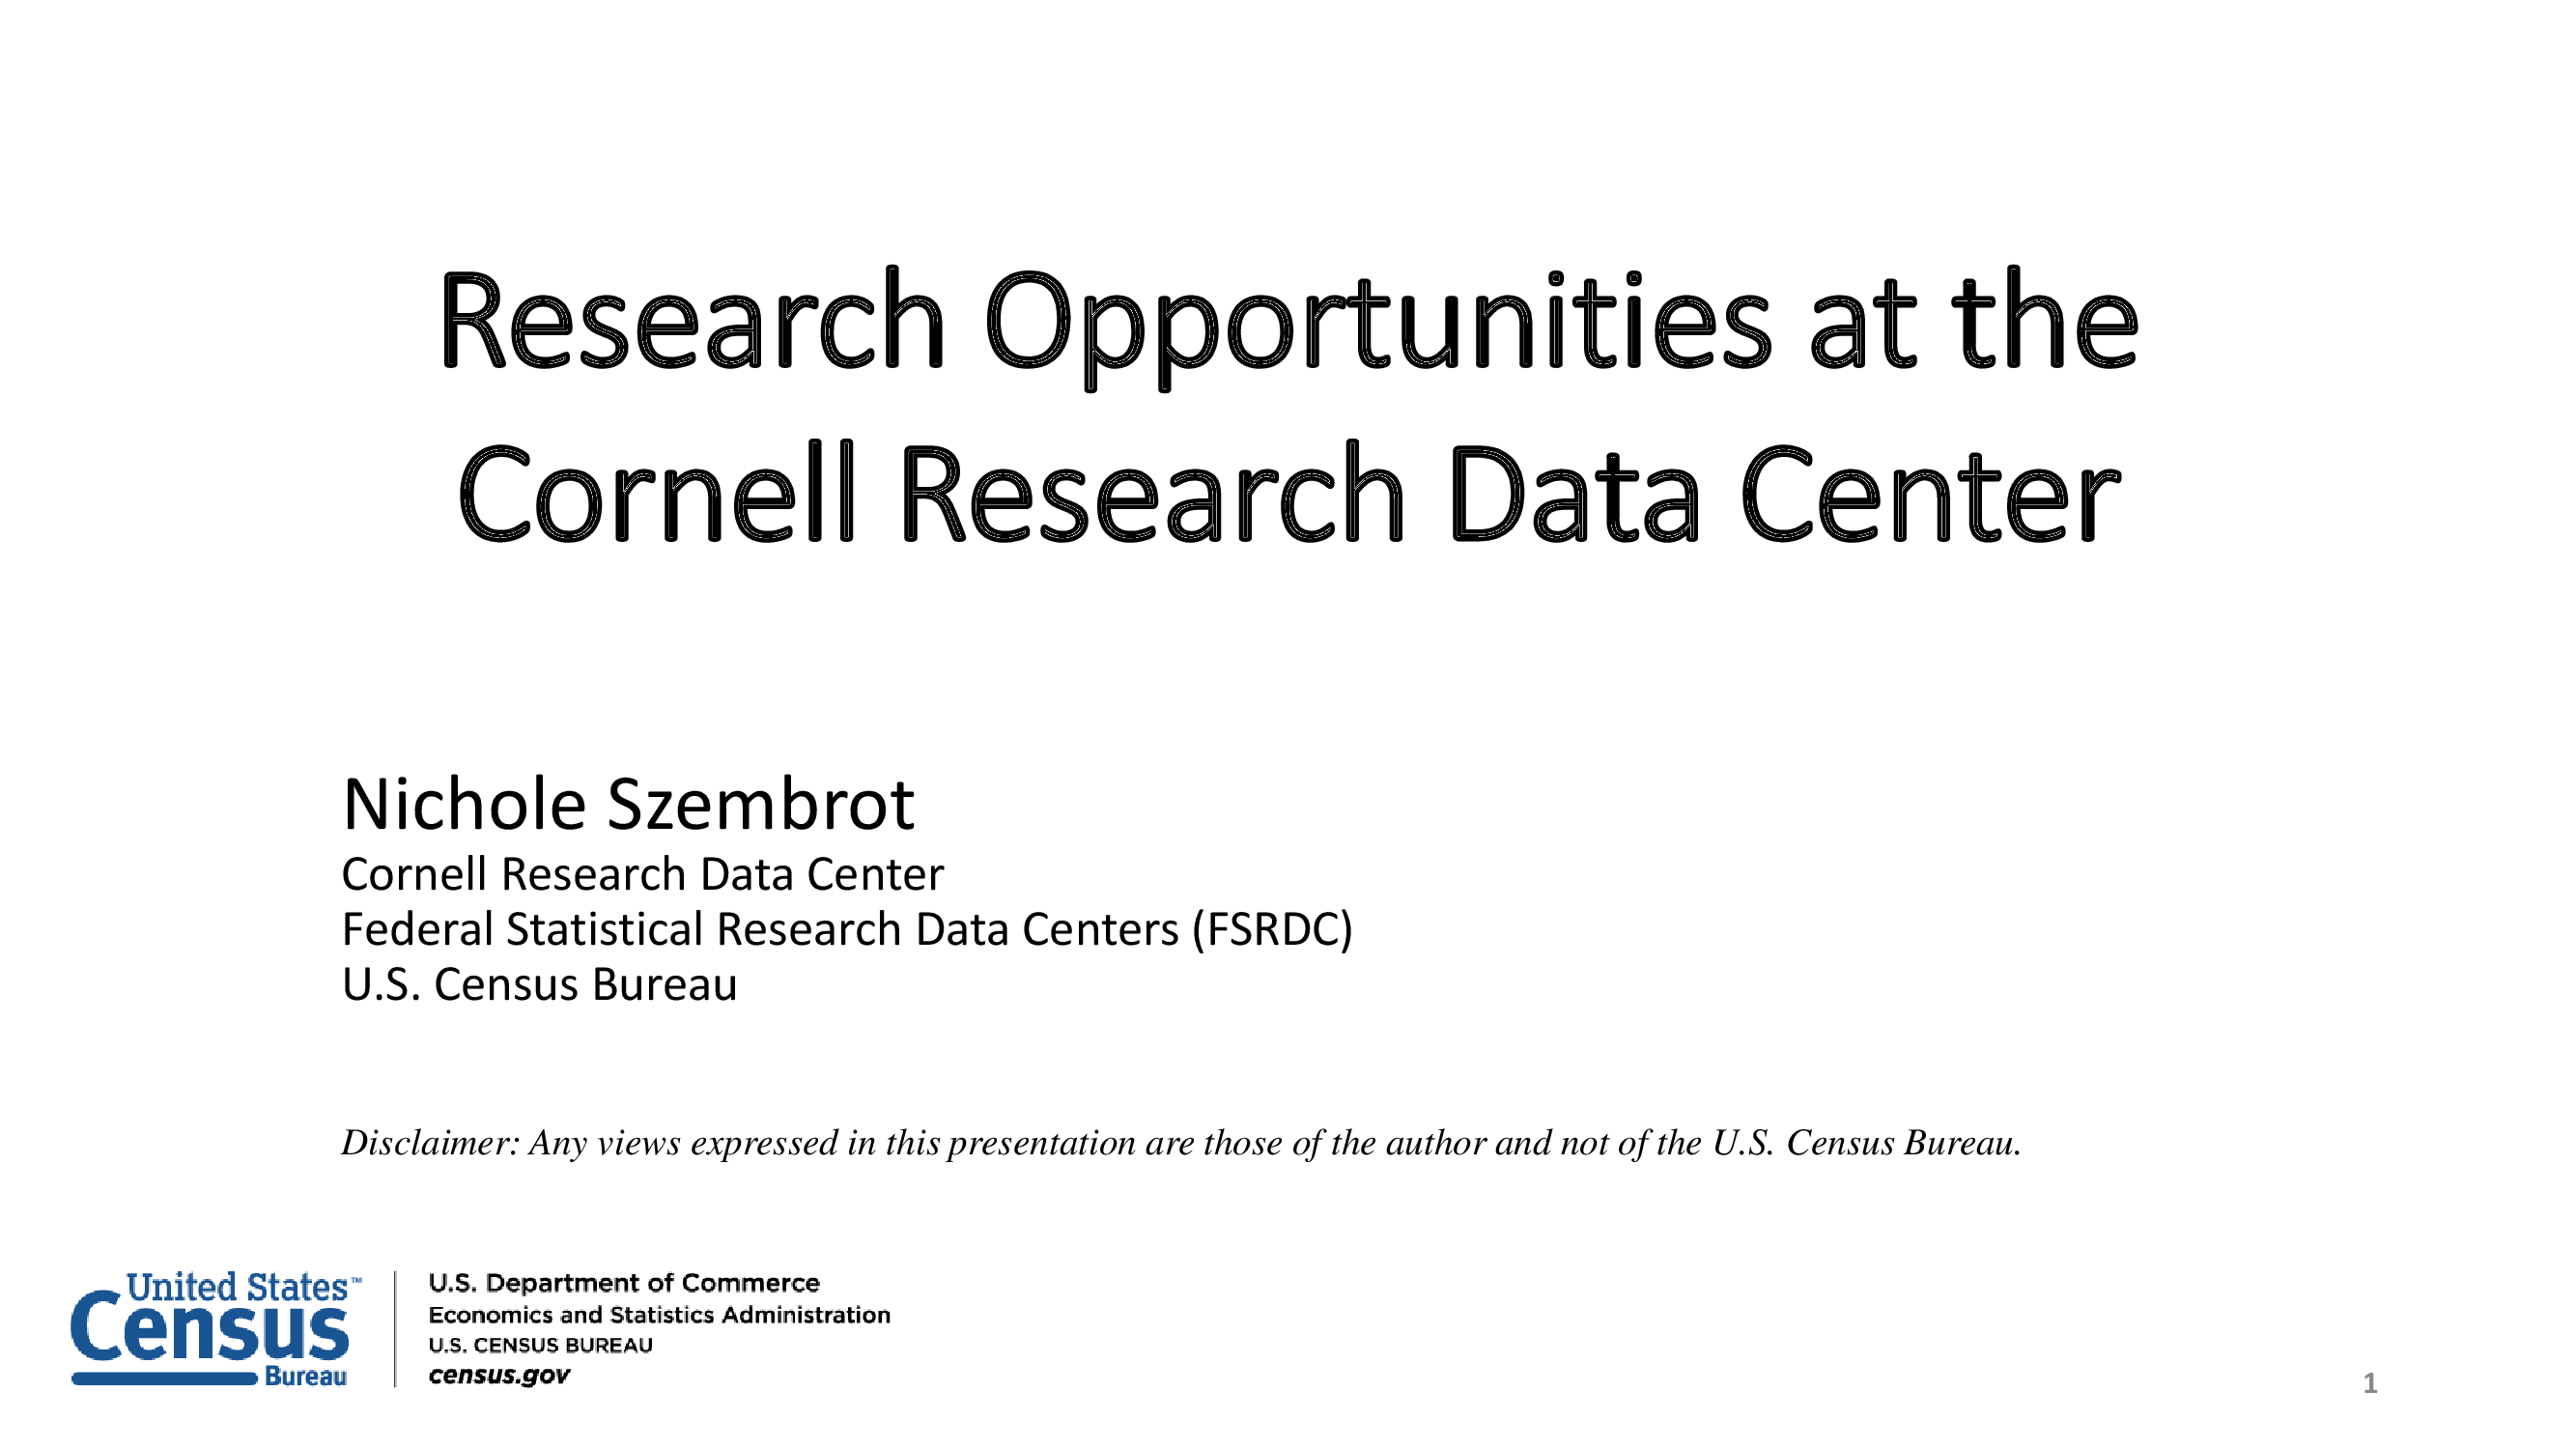 Research Opportunities at the
Cornell Research Data Center
Nichole Szembrot
Cornell Research Data Center
Federal Statistical Research Data Centers (FSRDC)
U.S. Census Bureau
Disclaimer: Any views expressed in this presentation are those of the author and not of the U.S. Census Bureau.
United States™
Census
Bureau
U.S. Department of Commerce
Economics and Statistics Administration
U.S. CENSUS BUREAU
census.gov
1